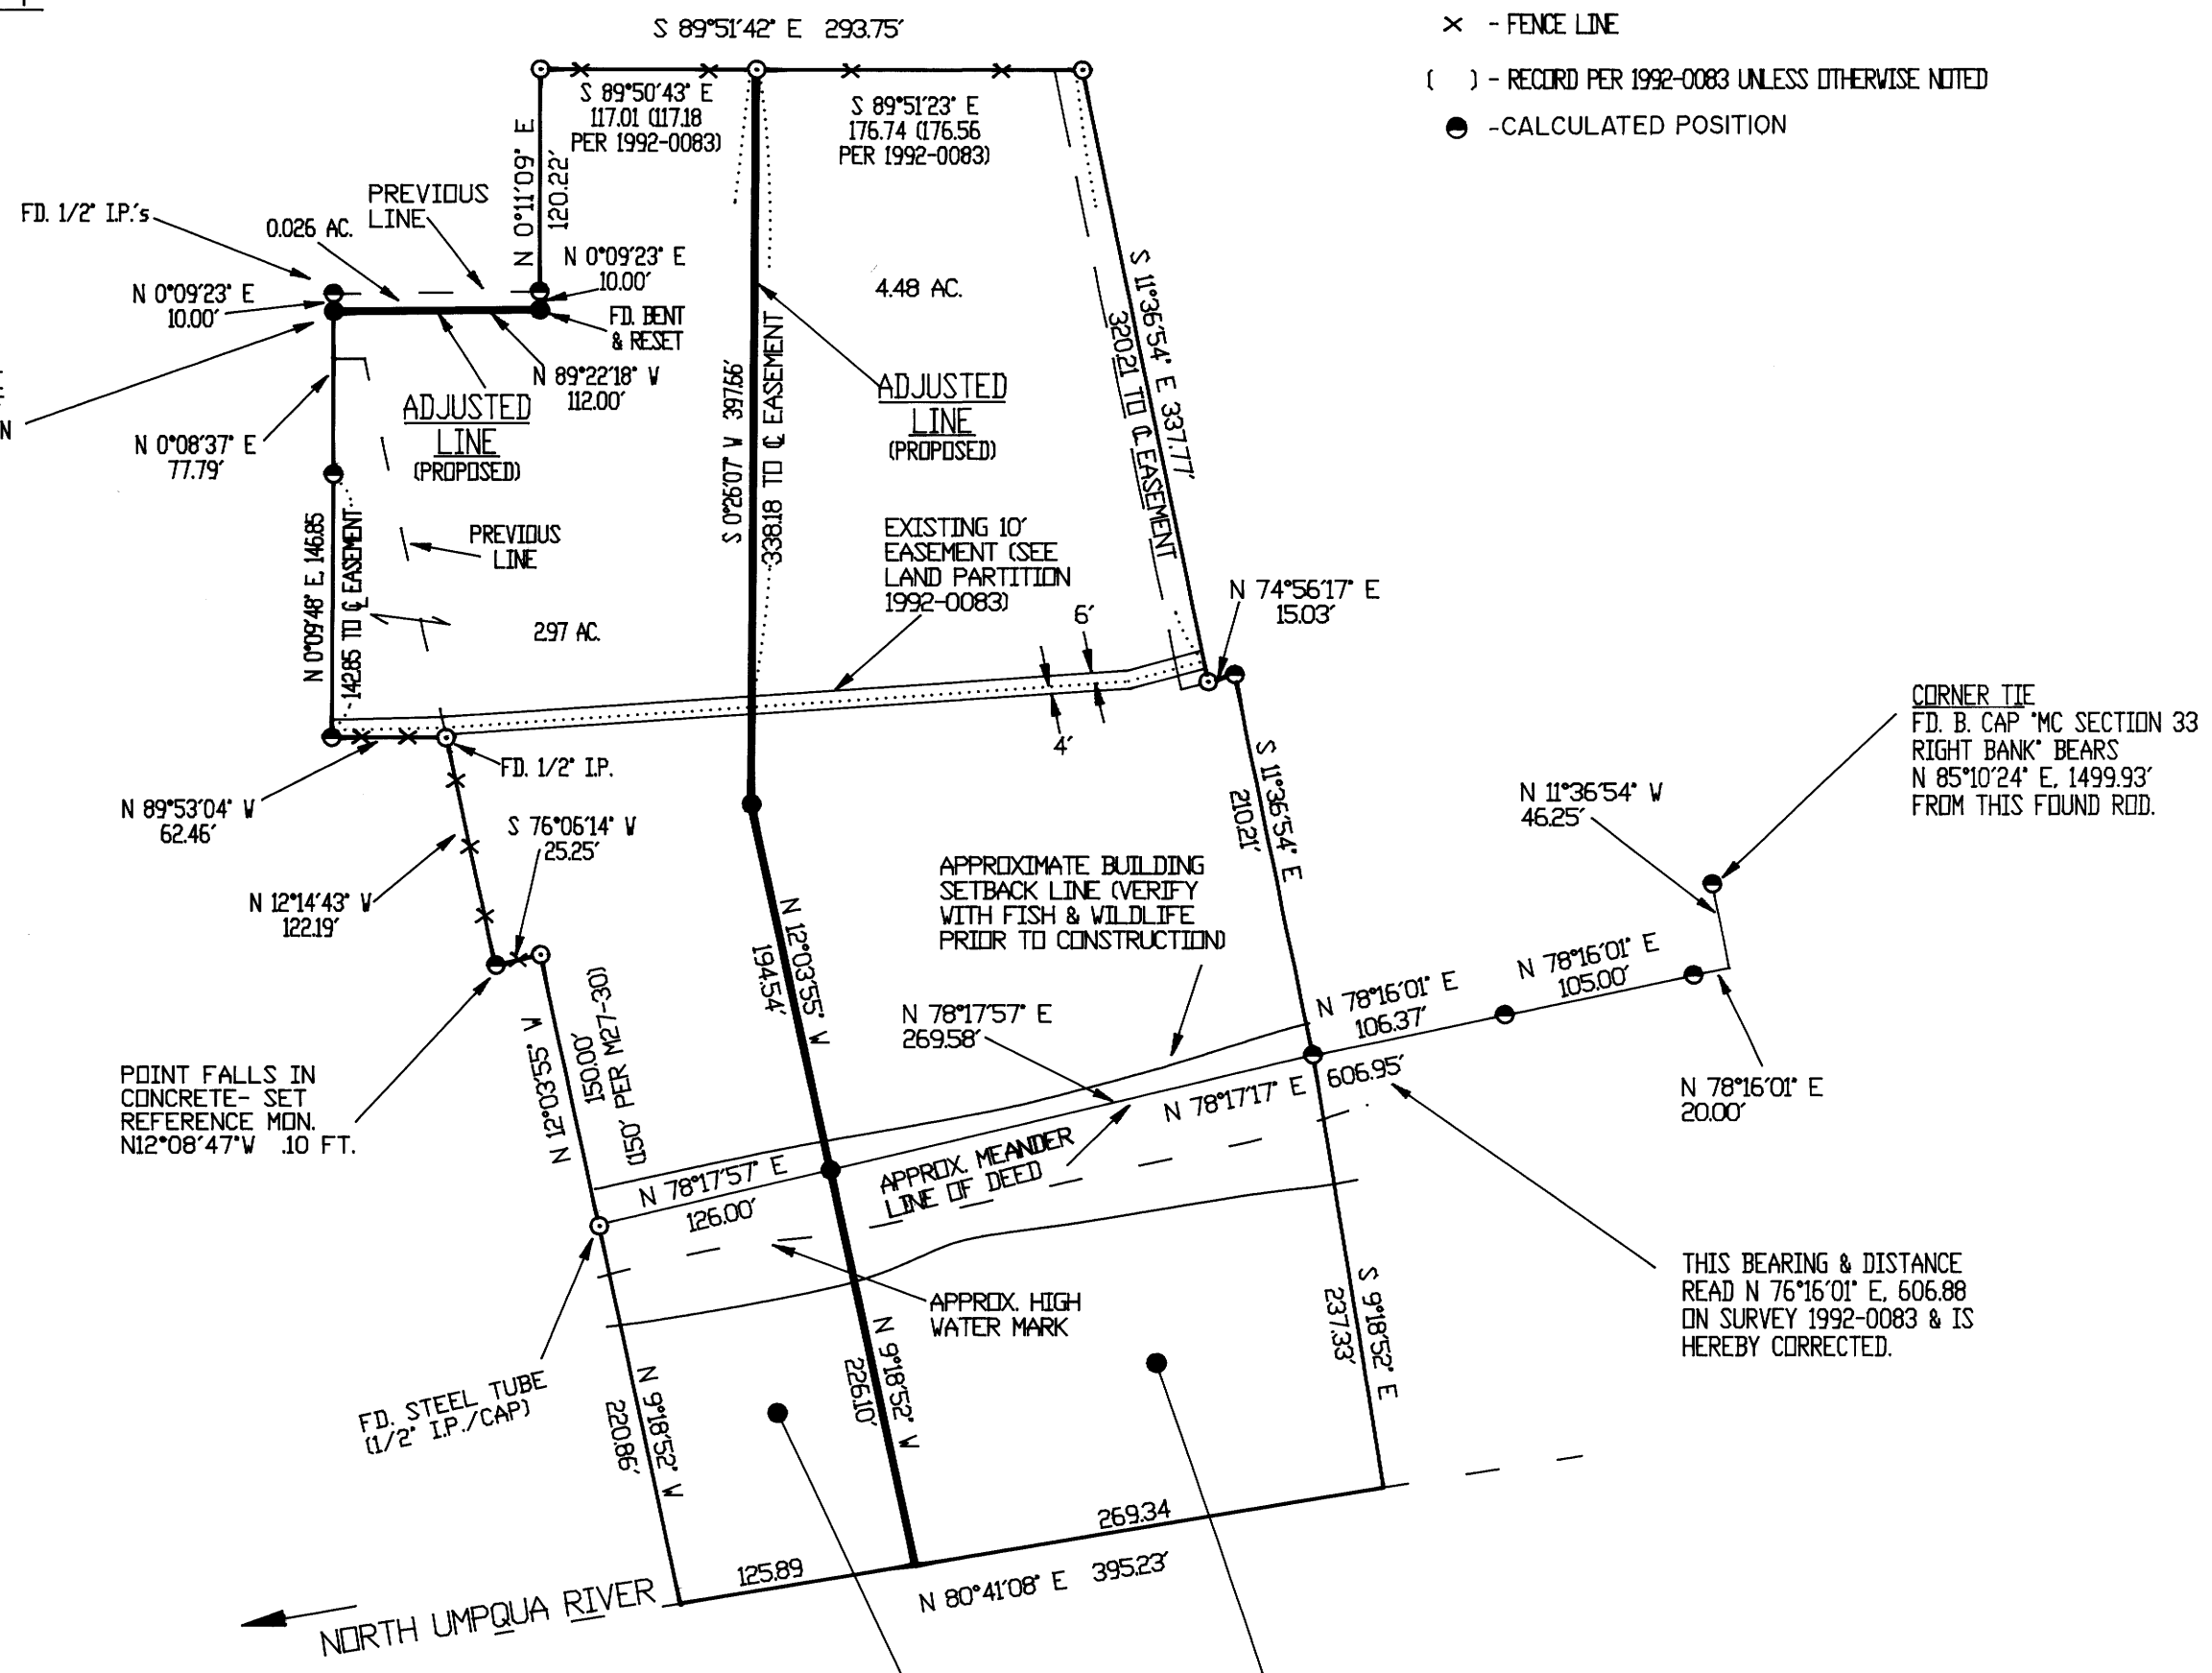 S 89°51'42" E 293.75'
× - FENCE LINE
( ) - RECORD PER 1992-0083 UNLESS OTHERWISE NOTED
-CALCULATED POSITION
S 89°50'43" E
117.01 (117.18
PER 1992-0083)
S 89°51'23" E
176.74 (176.56
PER 1992-0083)
N 0°11'09" E
120.22'
FD. 1/2" I.P.'s
0.026 AC.
PREVIOUS
LINE
N 0°09'23" E
10.00'
N 0°09'23" E
10.00'
FD. BENT
& RESET
4.48 AC.
S 11°36'54" E 337.77'
320.21 TO ℄ EASEMENT
N
N 0°08'37" E
77.79'
ADJUSTED
LINE
(PROPOSED)
N 89°22'18" W
112.00'
S 0°26'07" W 397.66'
338.18 TO ℄ EASEMENT
ADJUSTED
LINE
(PROPOSED)
N 0°09'48" E, 146.85
142.85 TO ℄ EASEMENT
PREVIOUS
LINE
2.97 AC.
EXISTING 10'
EASEMENT (SEE
LAND PARTITION
1992-0083)
6'
4'
N 74°56'17" E
15.03'
CORNER TIE
FD. B. CAP "MC SECTION 33
RIGHT BANK" BEARS
N 85°10'24" E, 1499.93'
FROM THIS FOUND ROD.
FD. 1/2" I.P.
N 89°53'04" W
62.46'
S 76°06'14" W
25.25'
N 12°14'43" W
122.19'
S 11°36'54" E
210.21'
N 11°36'54" W
46.25'
APPROXIMATE BUILDING
SETBACK LINE (VERIFY
WITH FISH & WILDLIFE
PRIOR TO CONSTRUCTION)
N 12°03'55" W
194.54'
N 78°17'57" E
269.58'
N 78°16'01" E
106.37'
N 78°16'01" E
105.00'
N 78°16'01" E
20.00'
POINT FALLS IN
CONCRETE- SET
REFERENCE MON.
N12°08'47"W .10 FT.
N 12°03'55" W
150.00'
(150' PER M27-30)
N 78°17'17" E 606.95'
N 78°17'57" E
126.00'
APPROX. MEANDER
LINE OF DEED
APPROX. HIGH
WATER MARK
THIS BEARING & DISTANCE
READ N 76°16'01" E, 606.88
ON SURVEY 1992-0083 & IS
HEREBY CORRECTED.
FD. STEEL TUBE
(1/2" I.P./CAP)
N 9°18'52" W
220.86'
N 9°18'52" W
226.10'
S 9°18'52" E
237.33'
125.89
269.34
N 80°41'08" E 395.23'
NORTH UMPQUA RIVER